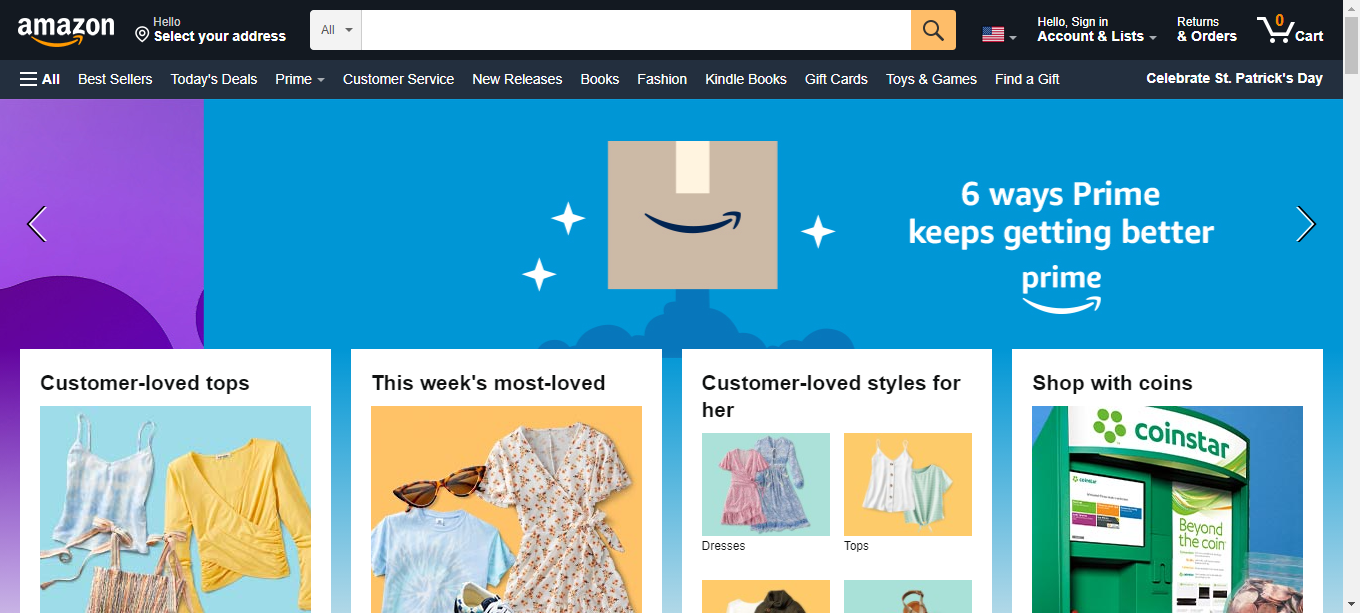 amazon
Hello
Select your address
All
Hello, Sign in
Account & Lists
Returns
& Orders
0
Cart
All
Best Sellers
Today's Deals
Prime
Customer Service
New Releases
Books
Fashion
Kindle Books
Gift Cards
Toys & Games
Find a Gift
Celebrate St. Patrick's Day
6 ways Prime
keeps getting better
prime
Customer-loved tops
This week's most-loved
Customer-loved styles for
her
Dresses
Tops
Shop with coins
coinstar
coinstar
Beyond
the coin